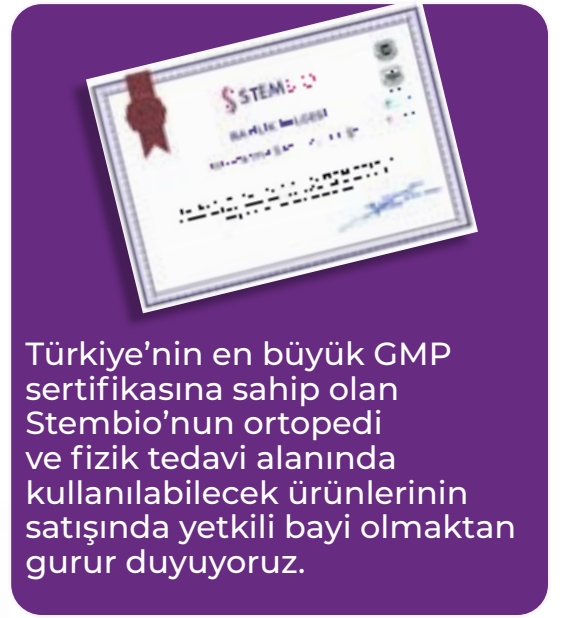 STEM
Türkiye’nin en büyük GMP
sertifikasına sahip olan
Stembio’nun ortopedi
ve fizik tedavi alanında
kullanılabilecek ürünlerinin
satışında yetkili bayi olmaktan
gurur duyuyoruz.